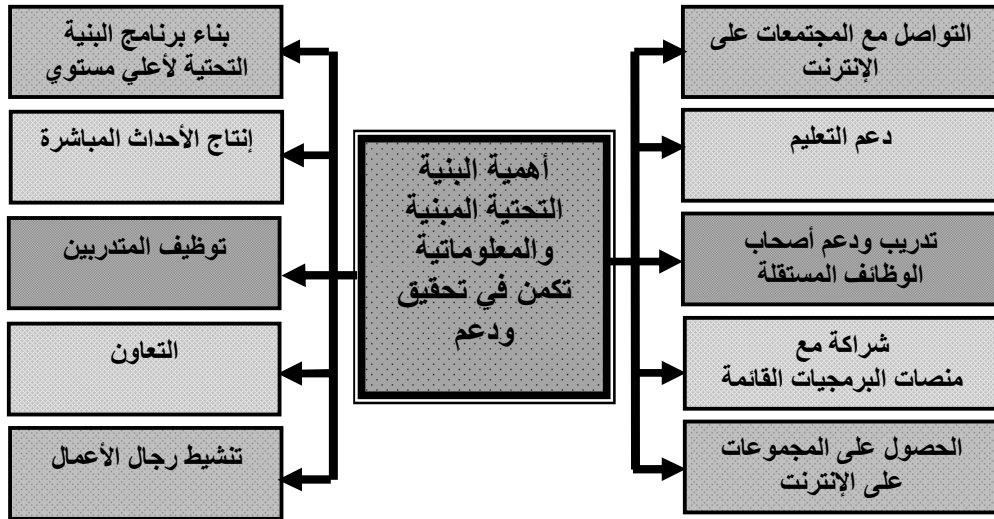 أهمية البنية
التحتية المبنية
والمعلوماتية
تكمن في تحقيق
ودعم
التواصل مع المجتمعات على
الإنترنت
دعم التعليم
تدريب ودعم أصحاب
الوظائف المستقلة
شراكة مع
منصات البرمجيات القائمة
الحصول على المجموعات
على الإنترنت
بناء برنامج البنية
التحتية لأعلي مستوي
إنتاج الأحداث المباشرة
توظيف المتدربين
التعاون
تنشيط رجال الأعمال